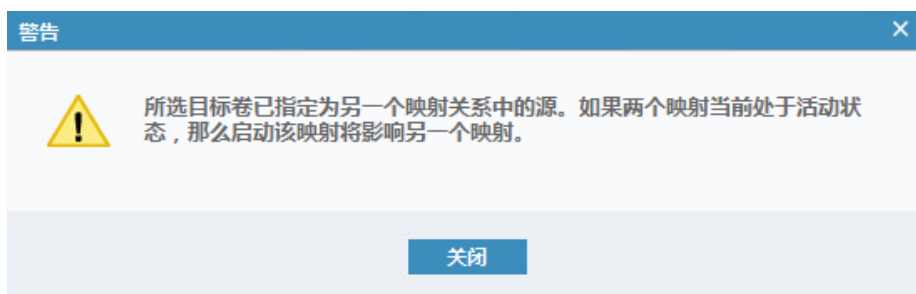 警告
所选目标卷已指定为另一个映射关系中的源。如果两个映射当前处于活动状
态，那么启动该映射将影响另一个映射。
关闭